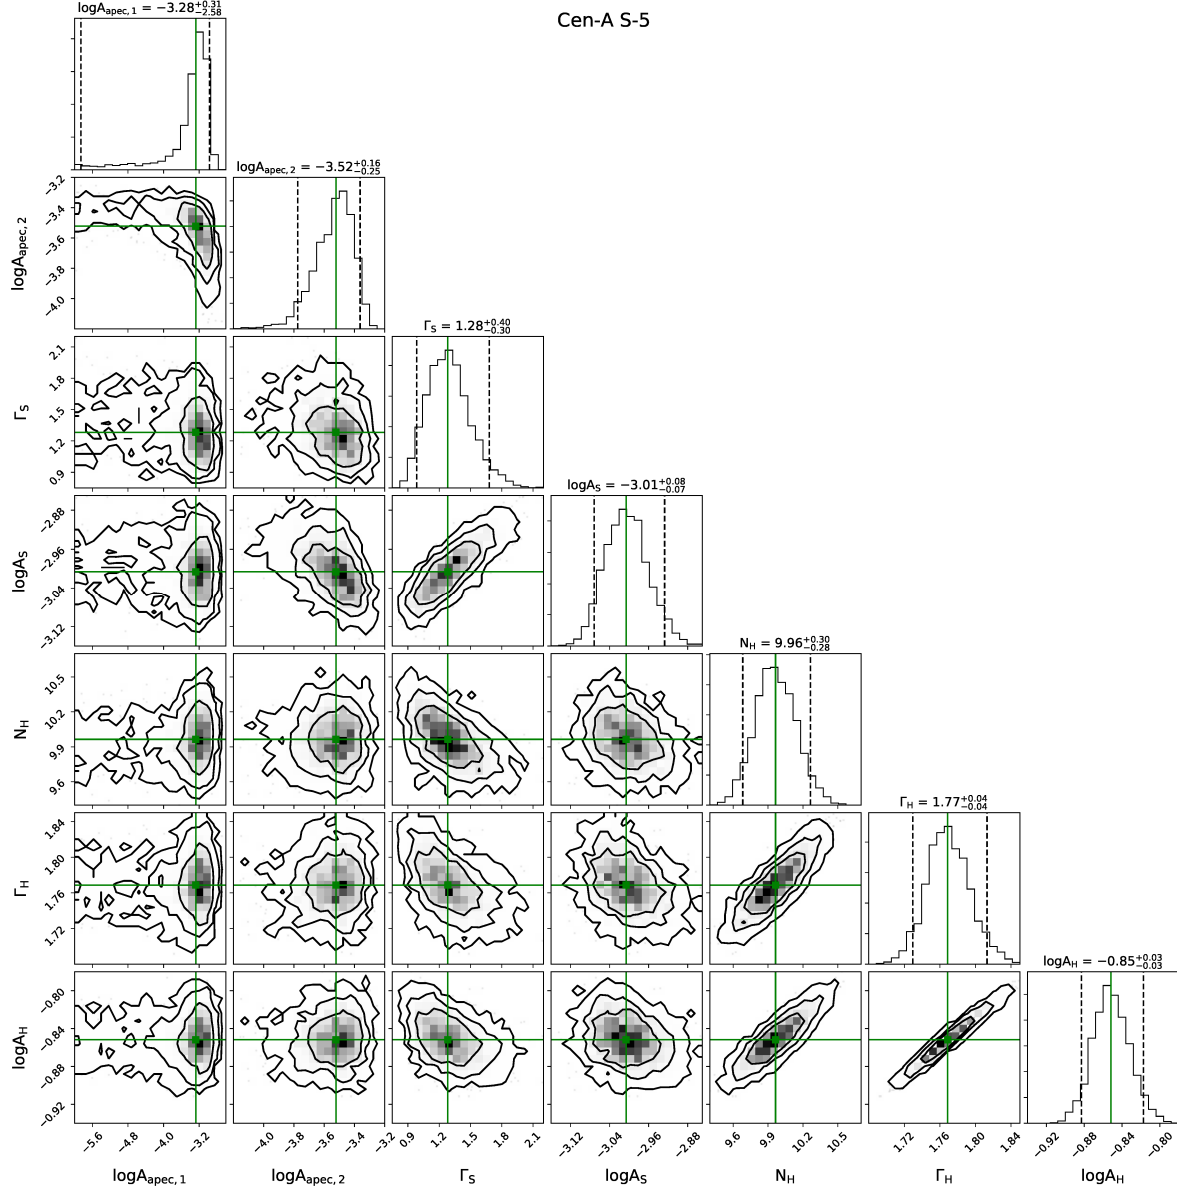 Cen-A S-5
logA_apec, 1 = −3.28^{+0.31}_{−2.58}
logA_apec, 2 = −3.52^{+0.16}_{−0.25}
−3.2
−3.4
−3.6
−3.8
−4.0
logA_apec, 2
Γ_S = 1.28^{+0.40}_{−0.30}
2.1
1.8
1.5
1.2
0.9
Γ_S
logA_S = −3.01^{+0.08}_{−0.07}
−2.88
−2.96
−3.04
−3.12
logA_S
N_H = 9.96^{+0.30}_{−0.28}
10.5
10.2
9.9
9.6
N_H
Γ_H = 1.77^{+0.04}_{−0.04}
1.84
1.80
1.76
1.72
Γ_H
logA_H = −0.85^{+0.03}_{−0.03}
−0.80
−0.84
−0.88
−0.92
logA_H
−5.6 −4.8 −4.0 −3.2 −4.0 −3.8 −3.6 −3.4 −3.2 0.9 1.2 1.5 1.8 2.1 −3.12 −3.04 −2.96 −2.88 9.6 9.9 10.2 10.5 1.72 1.76 1.80 1.84 −0.92 −0.88 −0.84 −0.80
logA_apec, 1 logA_apec, 2 Γ_S logA_S N_H Γ_H logA_H